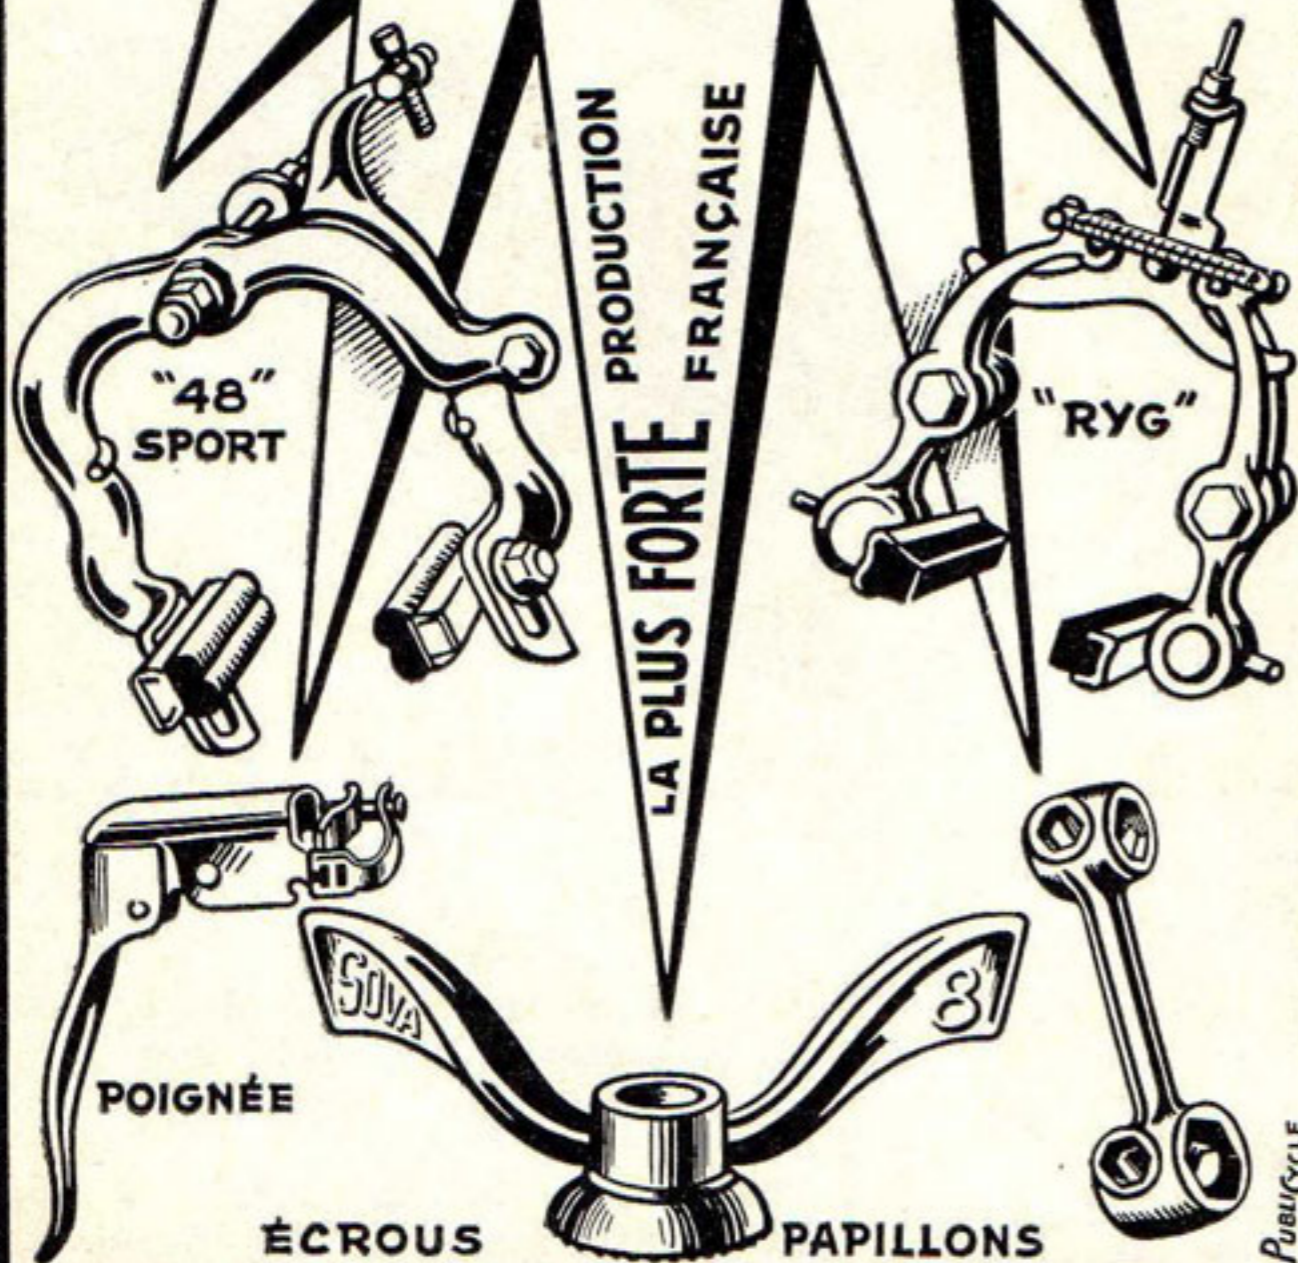 PRODUCTION
FRANÇAISE
LA PLUS FORTE
"48"
SPORT
"RYG"
POIGNÉE
SOVA
8
ÉCROUS PAPILLONS
PUBLICYCLE